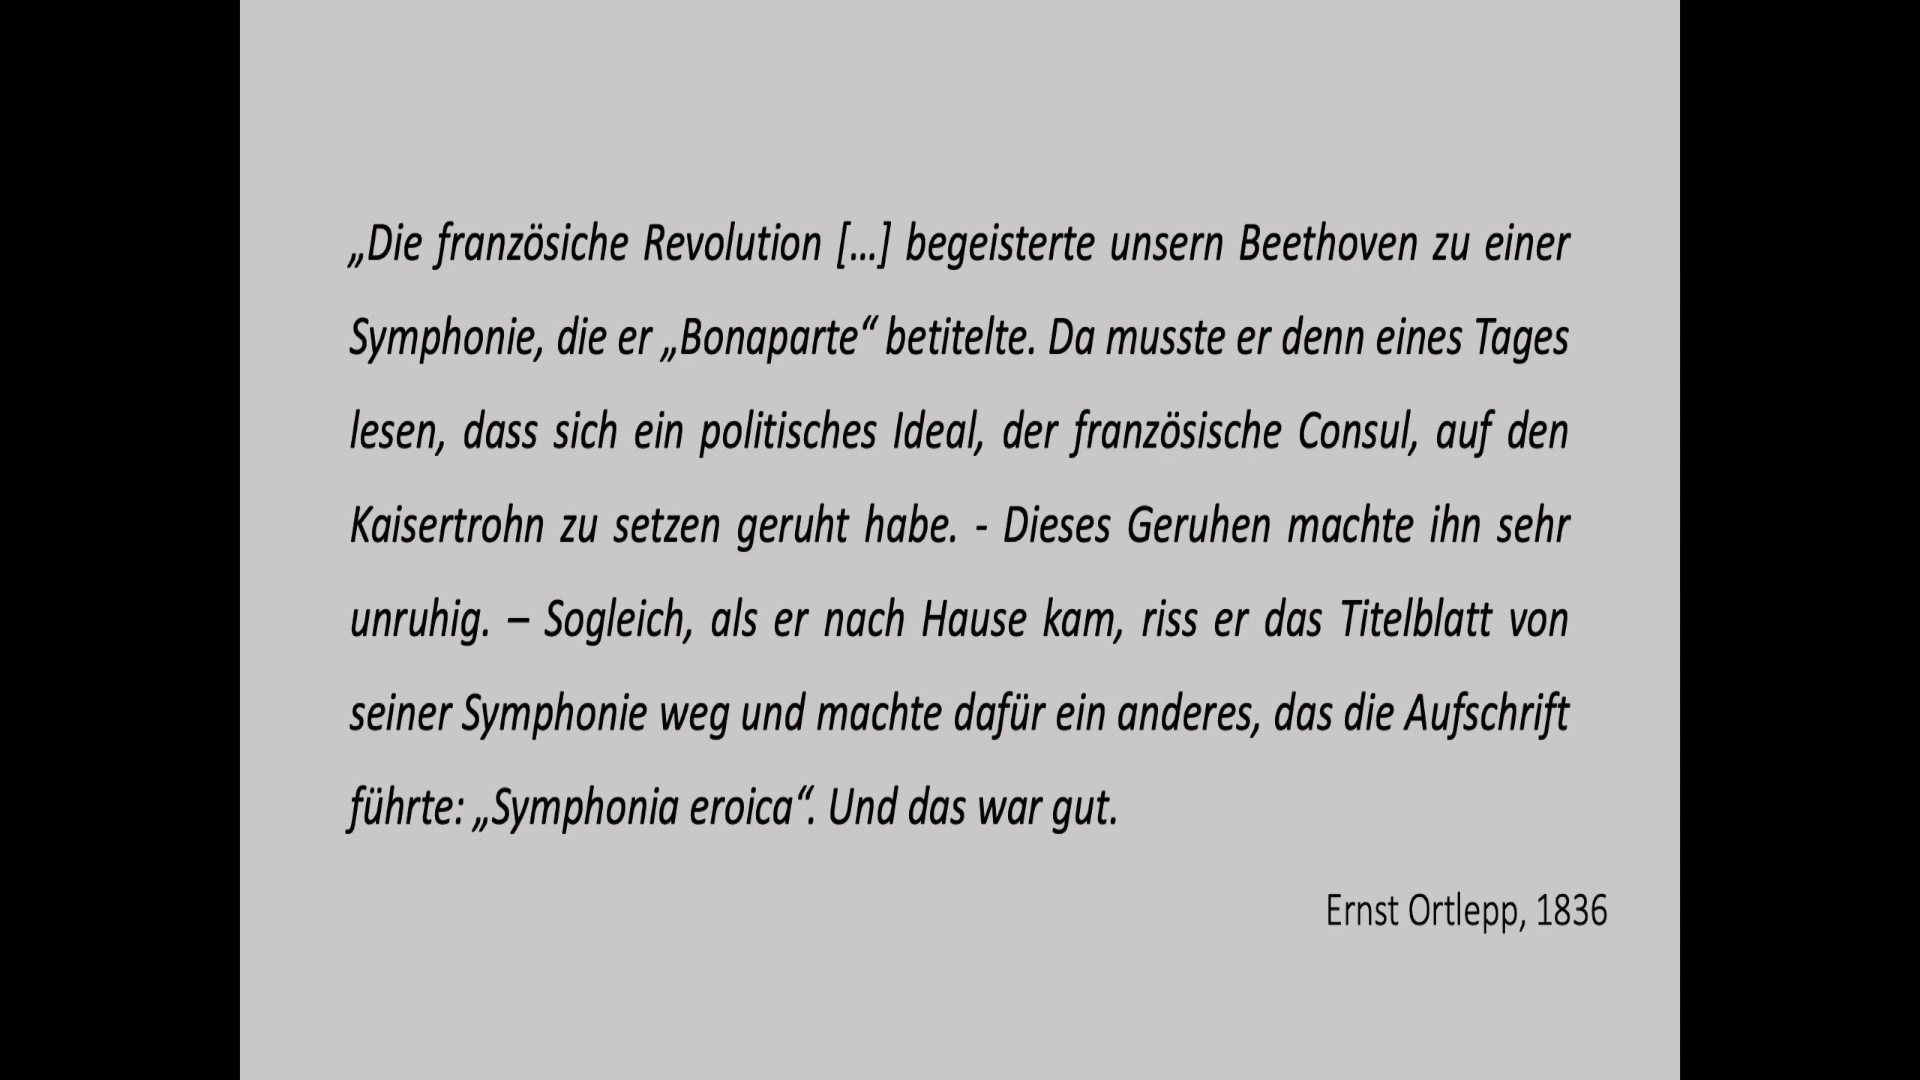 „Die französiche Revolution [...] begeisterte unsern Beethoven zu einer
Symphonie, die er „Bonaparte“ betitelte. Da musste er denn eines Tages
lesen, dass sich ein politisches Ideal, der französische Consul, auf den
Kaisertrohn zu setzen geruht habe. - Dieses Geruhen machte ihn sehr
unruhig. – Sogleich, als er nach Hause kam, riss er das Titelblatt von
seiner Symphonie weg und machte dafür ein anderes, das die Aufschrift
führte: „Symphonia eroica“. Und das war gut.
Ernst Ortlepp, 1836